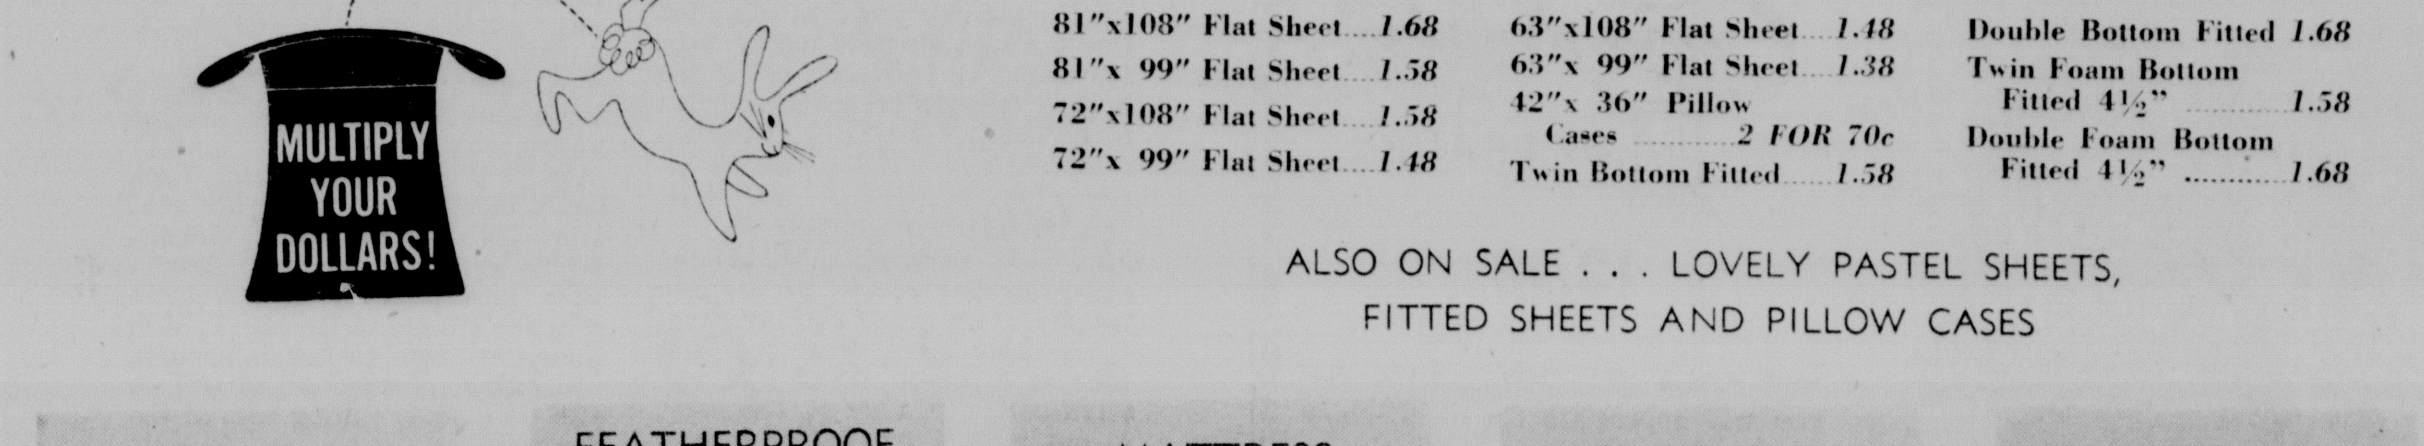 MULTIPLY
YOUR
DOLLARS!
81"x108" Flat Sheet....1.68
81"x 99" Flat Sheet....1.58
72"x108" Flat Sheet....1.58
72"x 99" Flat Sheet....1.48
63"x108" Flat Sheet....1.48
63"x 99" Flat Sheet....1.38
42"x 36" Pillow
Cases ............2 FOR 70c
Twin Bottom Fitted......1.58
Double Bottom Fitted 1.68
Twin Foam Bottom
Fitted 4½" ............1.58
Double Foam Bottom
Fitted 4½" ............1.68
ALSO ON SALE . . . LOVELY PASTEL SHEETS,
FITTED SHEETS AND PILLOW CASES
FEATHERPROOF
MATTRESS